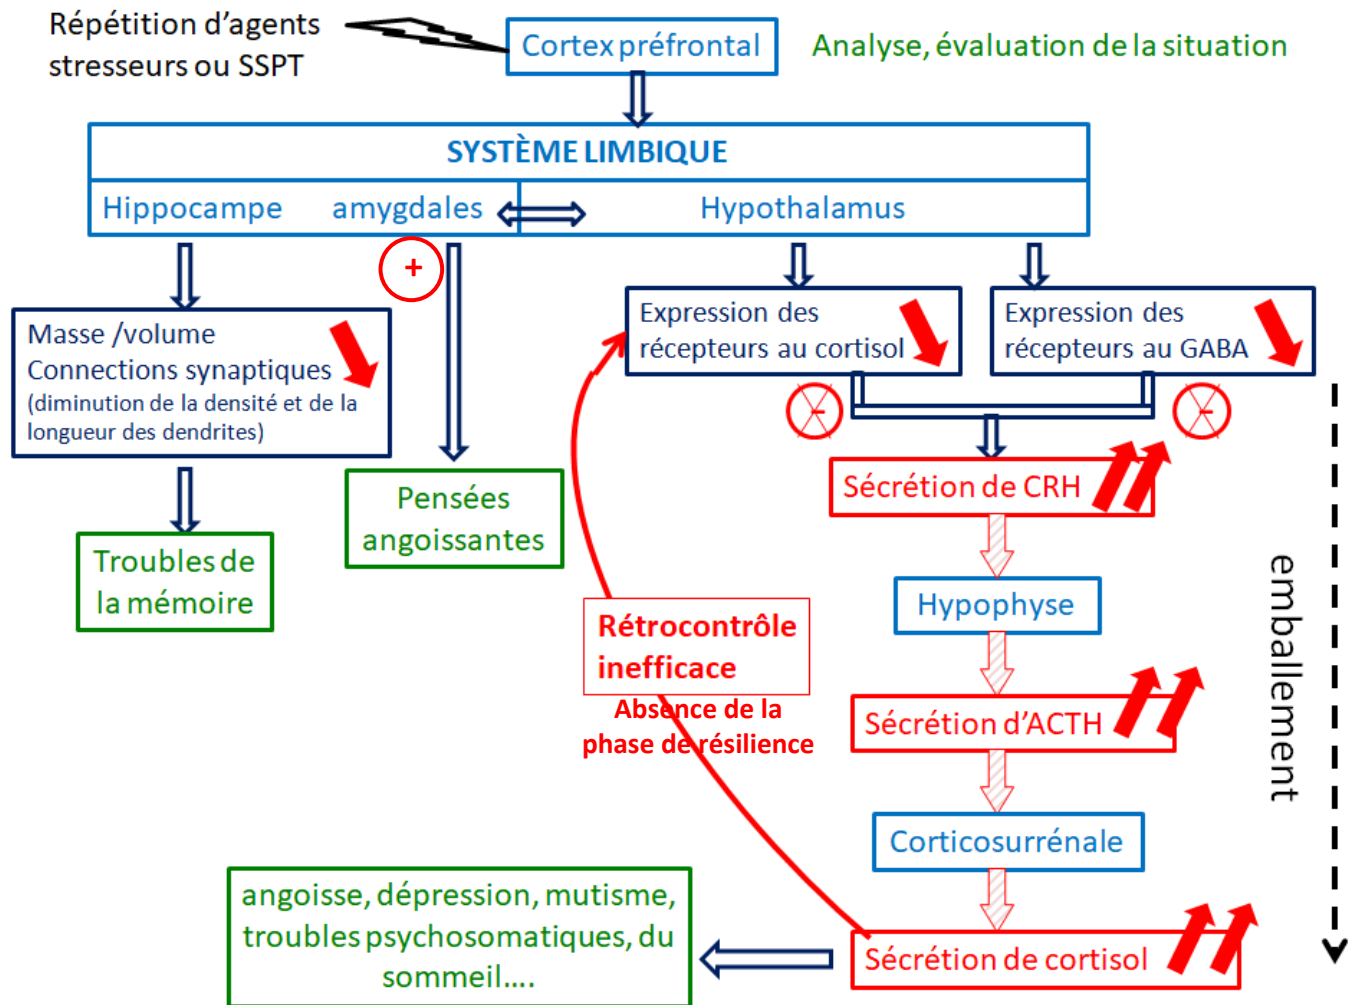 Répétition d’agents
stresseurs ou SSPT
Cortex préfrontal
Analyse, évaluation de la situation
SYSTÈME LIMBIQUE
Hippocampe
amygdales
Hypothalamus
+
Masse /volume
Connections synaptiques
(diminution de la densité et de la
longueur des dendrites)
Expression des
récepteurs au cortisol
Expression des
récepteurs au GABA
-
-
Pensées
angoissantes
Troubles de
la mémoire
Sécrétion de CRH
Hypophyse
Rétrocontrôle
inefficace
Absence de la
phase de résilience
Sécrétion d’ACTH
Corticosurrénale
Sécrétion de cortisol
emballement
angoisse, dépression, mutisme,
troubles psychosomatiques, du
sommeil....